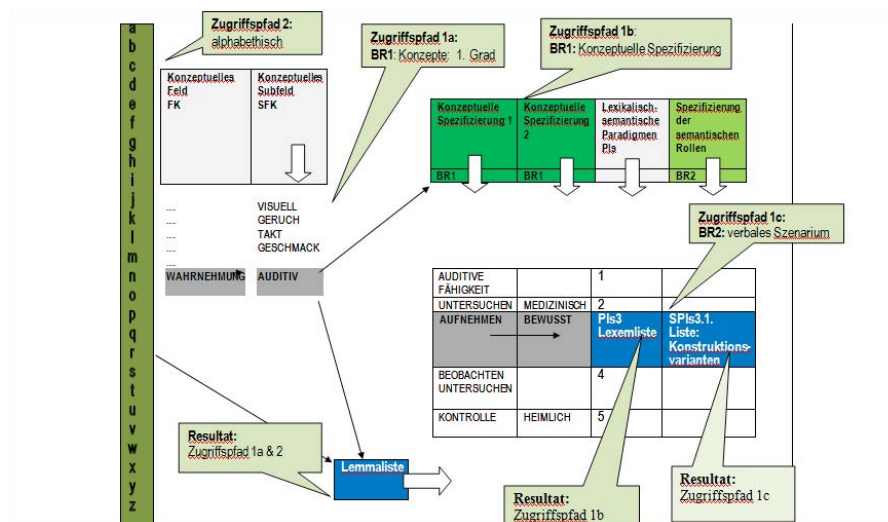 a
b
c
d
e
f
g
h
i
j
k
l
m
n
o
p
q
r
s
t
u
v
w
x
y
z
Zugriffspfad 2:
alphabethisch
Zugriffspfad 1a:
BR1: Konzepte: 1. Grad
Zugriffspfad 1b:
BR1: Konzeptuelle Spezifizierung
Konzeptuelles
Feld
FK
Konzeptuelles
Subfeld
SFK
Konzeptuelle
Spezifizierung 1
BR1
Konzeptuelle
Spezifizierung
2
BR1
Lexikalisch-
semantische
Paradigmen
Pls
Spezifizierung
der
semantischen
Rollen
BR2
....
....
....
....
....
VISUELL
GERUCH
TAKT
GESCHMACK
WAHRNEHMUNG
AUDITIV
Zugriffspfad 1c:
BR2: verbales Szenarium
AUDITIVE
FÄHIGKEIT
1
UNTERSUCHEN
MEDIZINISCH
2
AUFNEHMEN
BEWUSST
Pls3
Lexemliste
SPls3.1.
Liste:
Konstruktions-
varianten
BEOBACHTEN
UNTERSUCHEN
4
KONTROLLE
HEIMLICH
5
Resultat:
Zugriffspfad 1a & 2
Lemmaliste
Resultat:
Zugriffspfad 1b
Resultat:
Zugriffspfad 1c